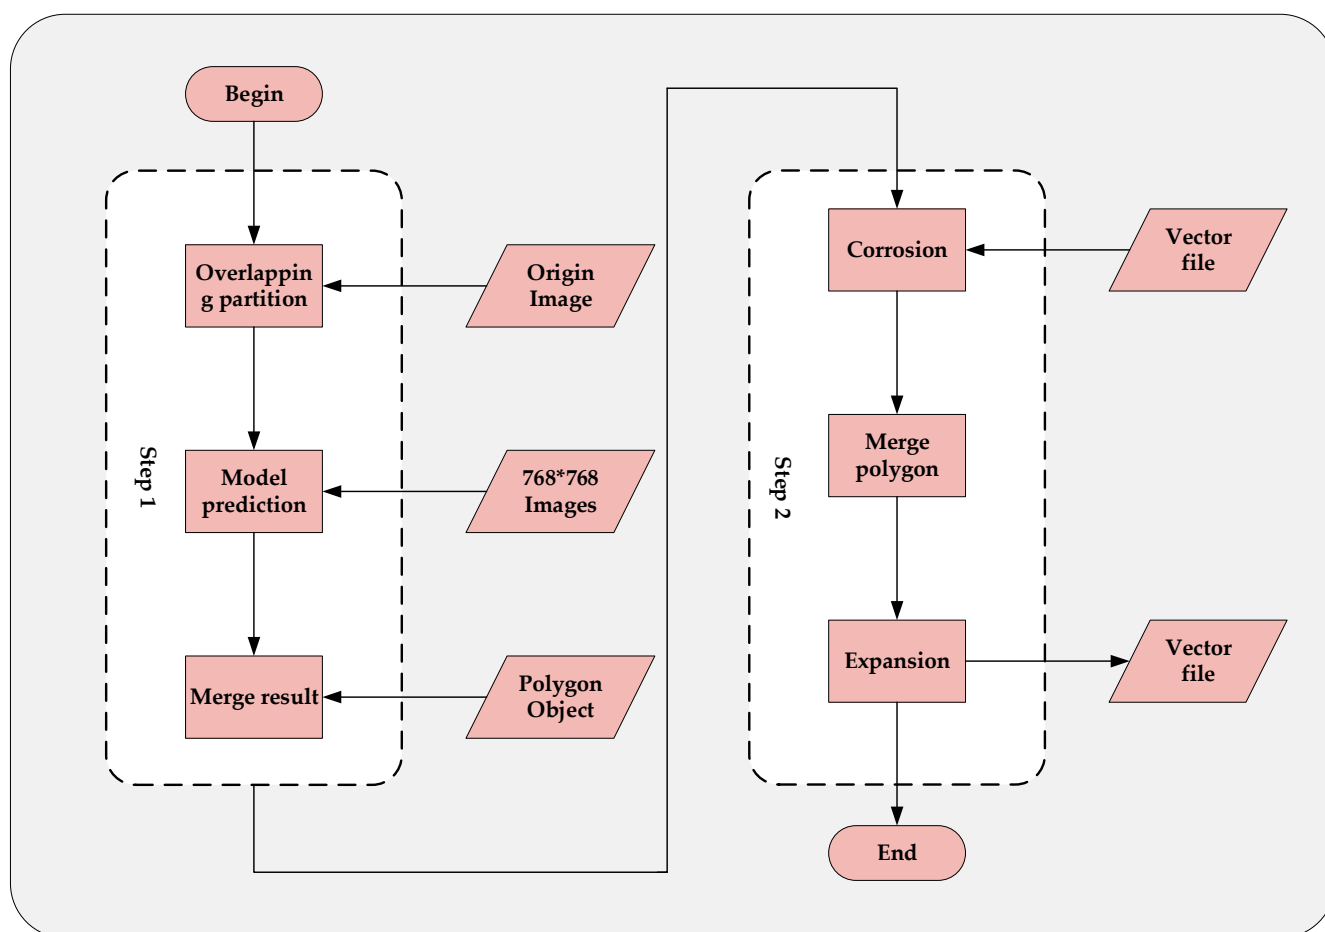 Begin
Overlappin
g partition
Origin
Image
Step 1
Model
prediction
768*768
Images
Merge result
Polygon
Object
Corrosion
Vector
file
Merge
polygon
Step 2
Expansion
Vector
file
End